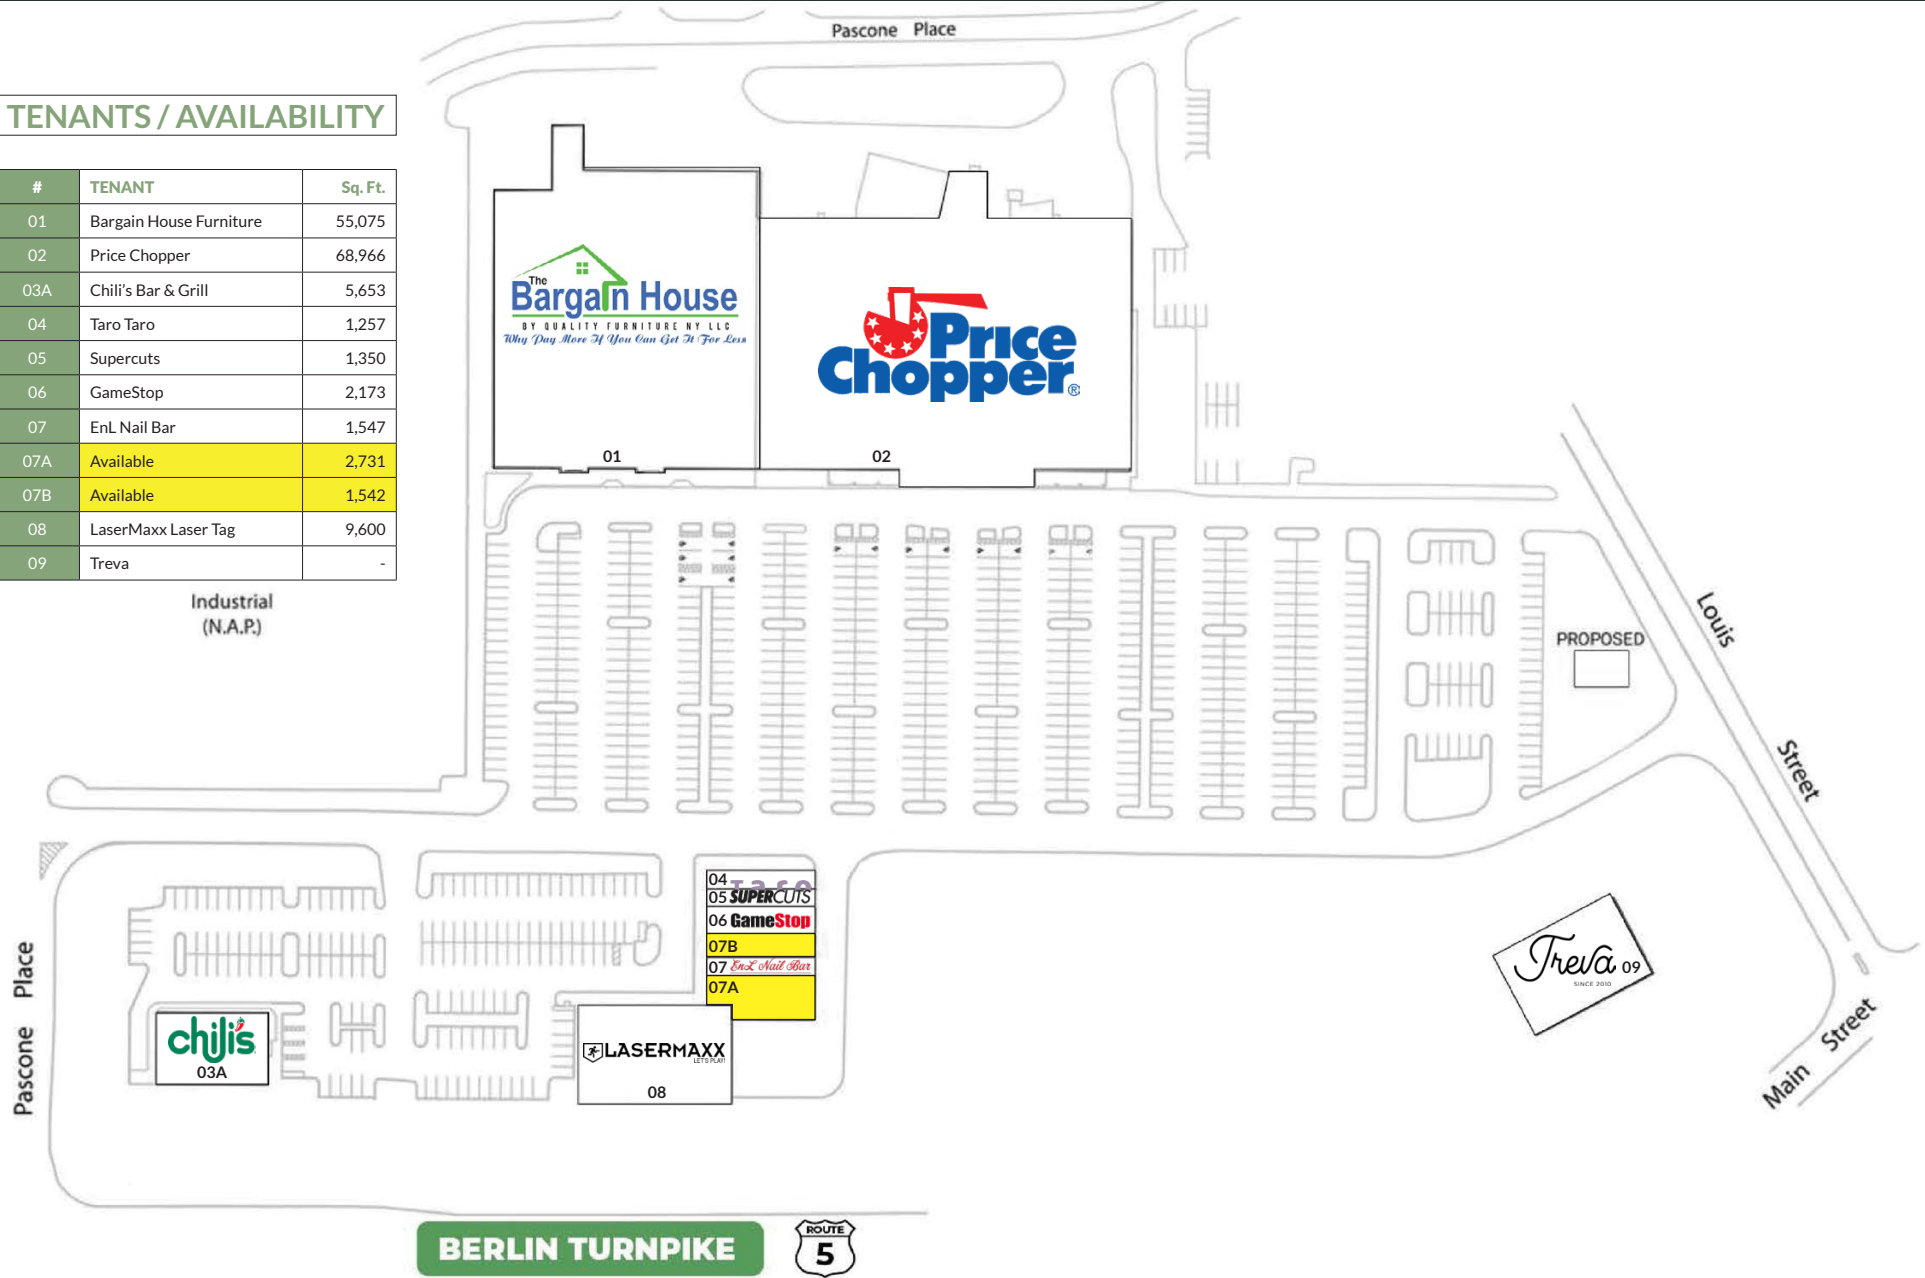 Pascone Place
TENANTS / AVAILABILITY
# TENANT Sq. Ft.
01 Bargain House Furniture 55,075
02 Price Chopper 68,966
03A Chili's Bar & Grill 5,653
04 Taro Taro 1,257
05 Supercuts 1,350
06 GameStop 2,173
07 EnL Nail Bar 1,547
07A Available 2,731
07B Available 1,542
08 LaserMaxx Laser Tag 9,600
09 Treva -
Industrial
(N.A.P.)
The
Bargain House
BY QUALITY FURNITURE NY LLC
Why Pay More If You Can Get It For Less
01
Price
Chopper®
02
PROPOSED
Louis Street
04 Taro
05 SUPERCUTS
06 GameStop
07B
07 EnL Nail Bar
07A
Treva 09
SINCE 2010
Pascone Place
chili's
03A
LASERMAXX
LET'S PLAY!
08
Main Street
BERLIN TURNPIKE
ROUTE
5